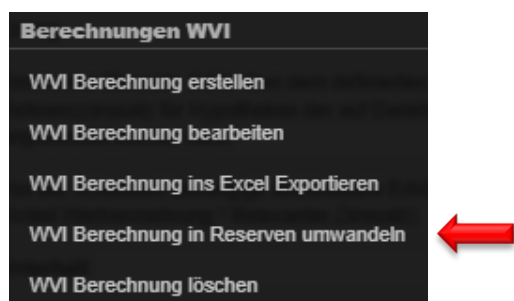 Berechnungen WVI
WVI Berechnung erstellen
WVI Berechnung bearbeiten
WVI Berechnung ins Excel Exportieren
WVI Berechnung in Reserven umwandeln
WVI Berechnung löschen